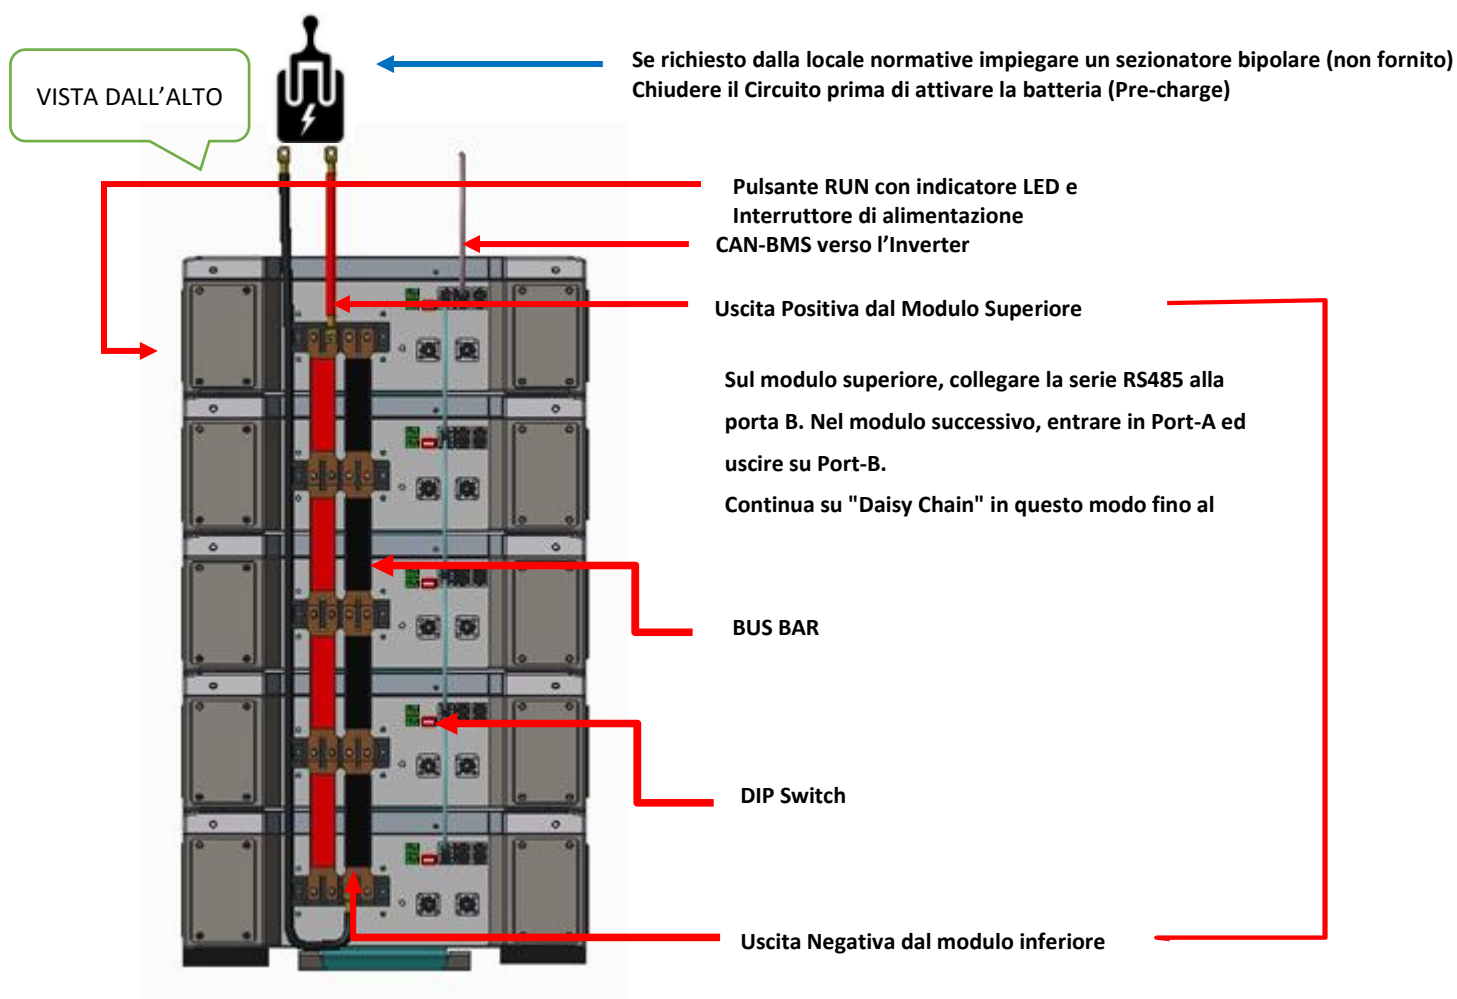 VISTA DALL’ALTO
Se richiesto dalla locale normative impiegare un sezionatore bipolare (non fornito)
Chiudere il Circuito prima di attivare la batteria (Pre-charge)
Pulsante RUN con indicatore LED e
Interruttore di alimentazione
CAN-BMS verso l’Inverter
Uscita Positiva dal Modulo Superiore
Sul modulo superiore, collegare la serie RS485 alla
porta B. Nel modulo successivo, entrare in Port-A ed
uscire su Port-B.
Continua su "Daisy Chain" in questo modo fino al
BUS BAR
DIP Switch
Uscita Negativa dal modulo inferiore